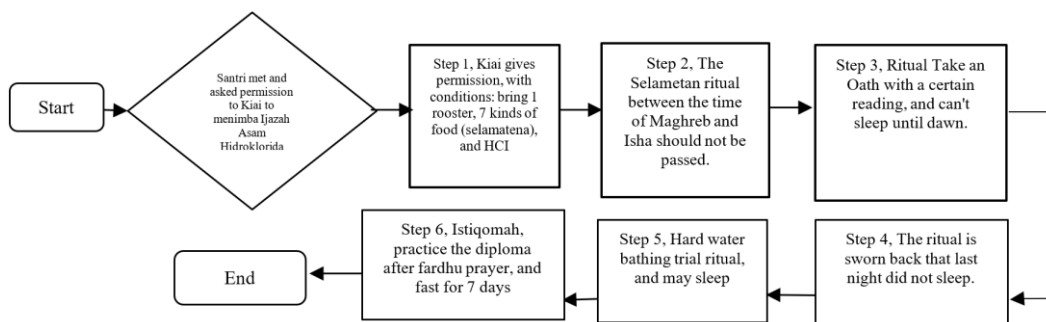 Start
Santri met and
asked permission
to Kiai to
menimba Ijazah
Asam
Hidroklorida
Step 1, Kiai gives
permission, with
conditions: bring 1
rooster, 7 kinds of
food (selamatena),
and HCI
Step 2, The
Selametan ritual
between the time
of Maghreb and
Isha should not be
passed.
Step 3, Ritual Take an
Oath with a certain
reading, and can't
sleep until dawn.
Step 4, The ritual is
sworn back that last
night did not sleep.
Step 5, Hard water
bathing trial ritual,
and may sleep
Step 6, Istiqomah,
practice the diploma
after fardhu prayer, and
fast for 7 days
End